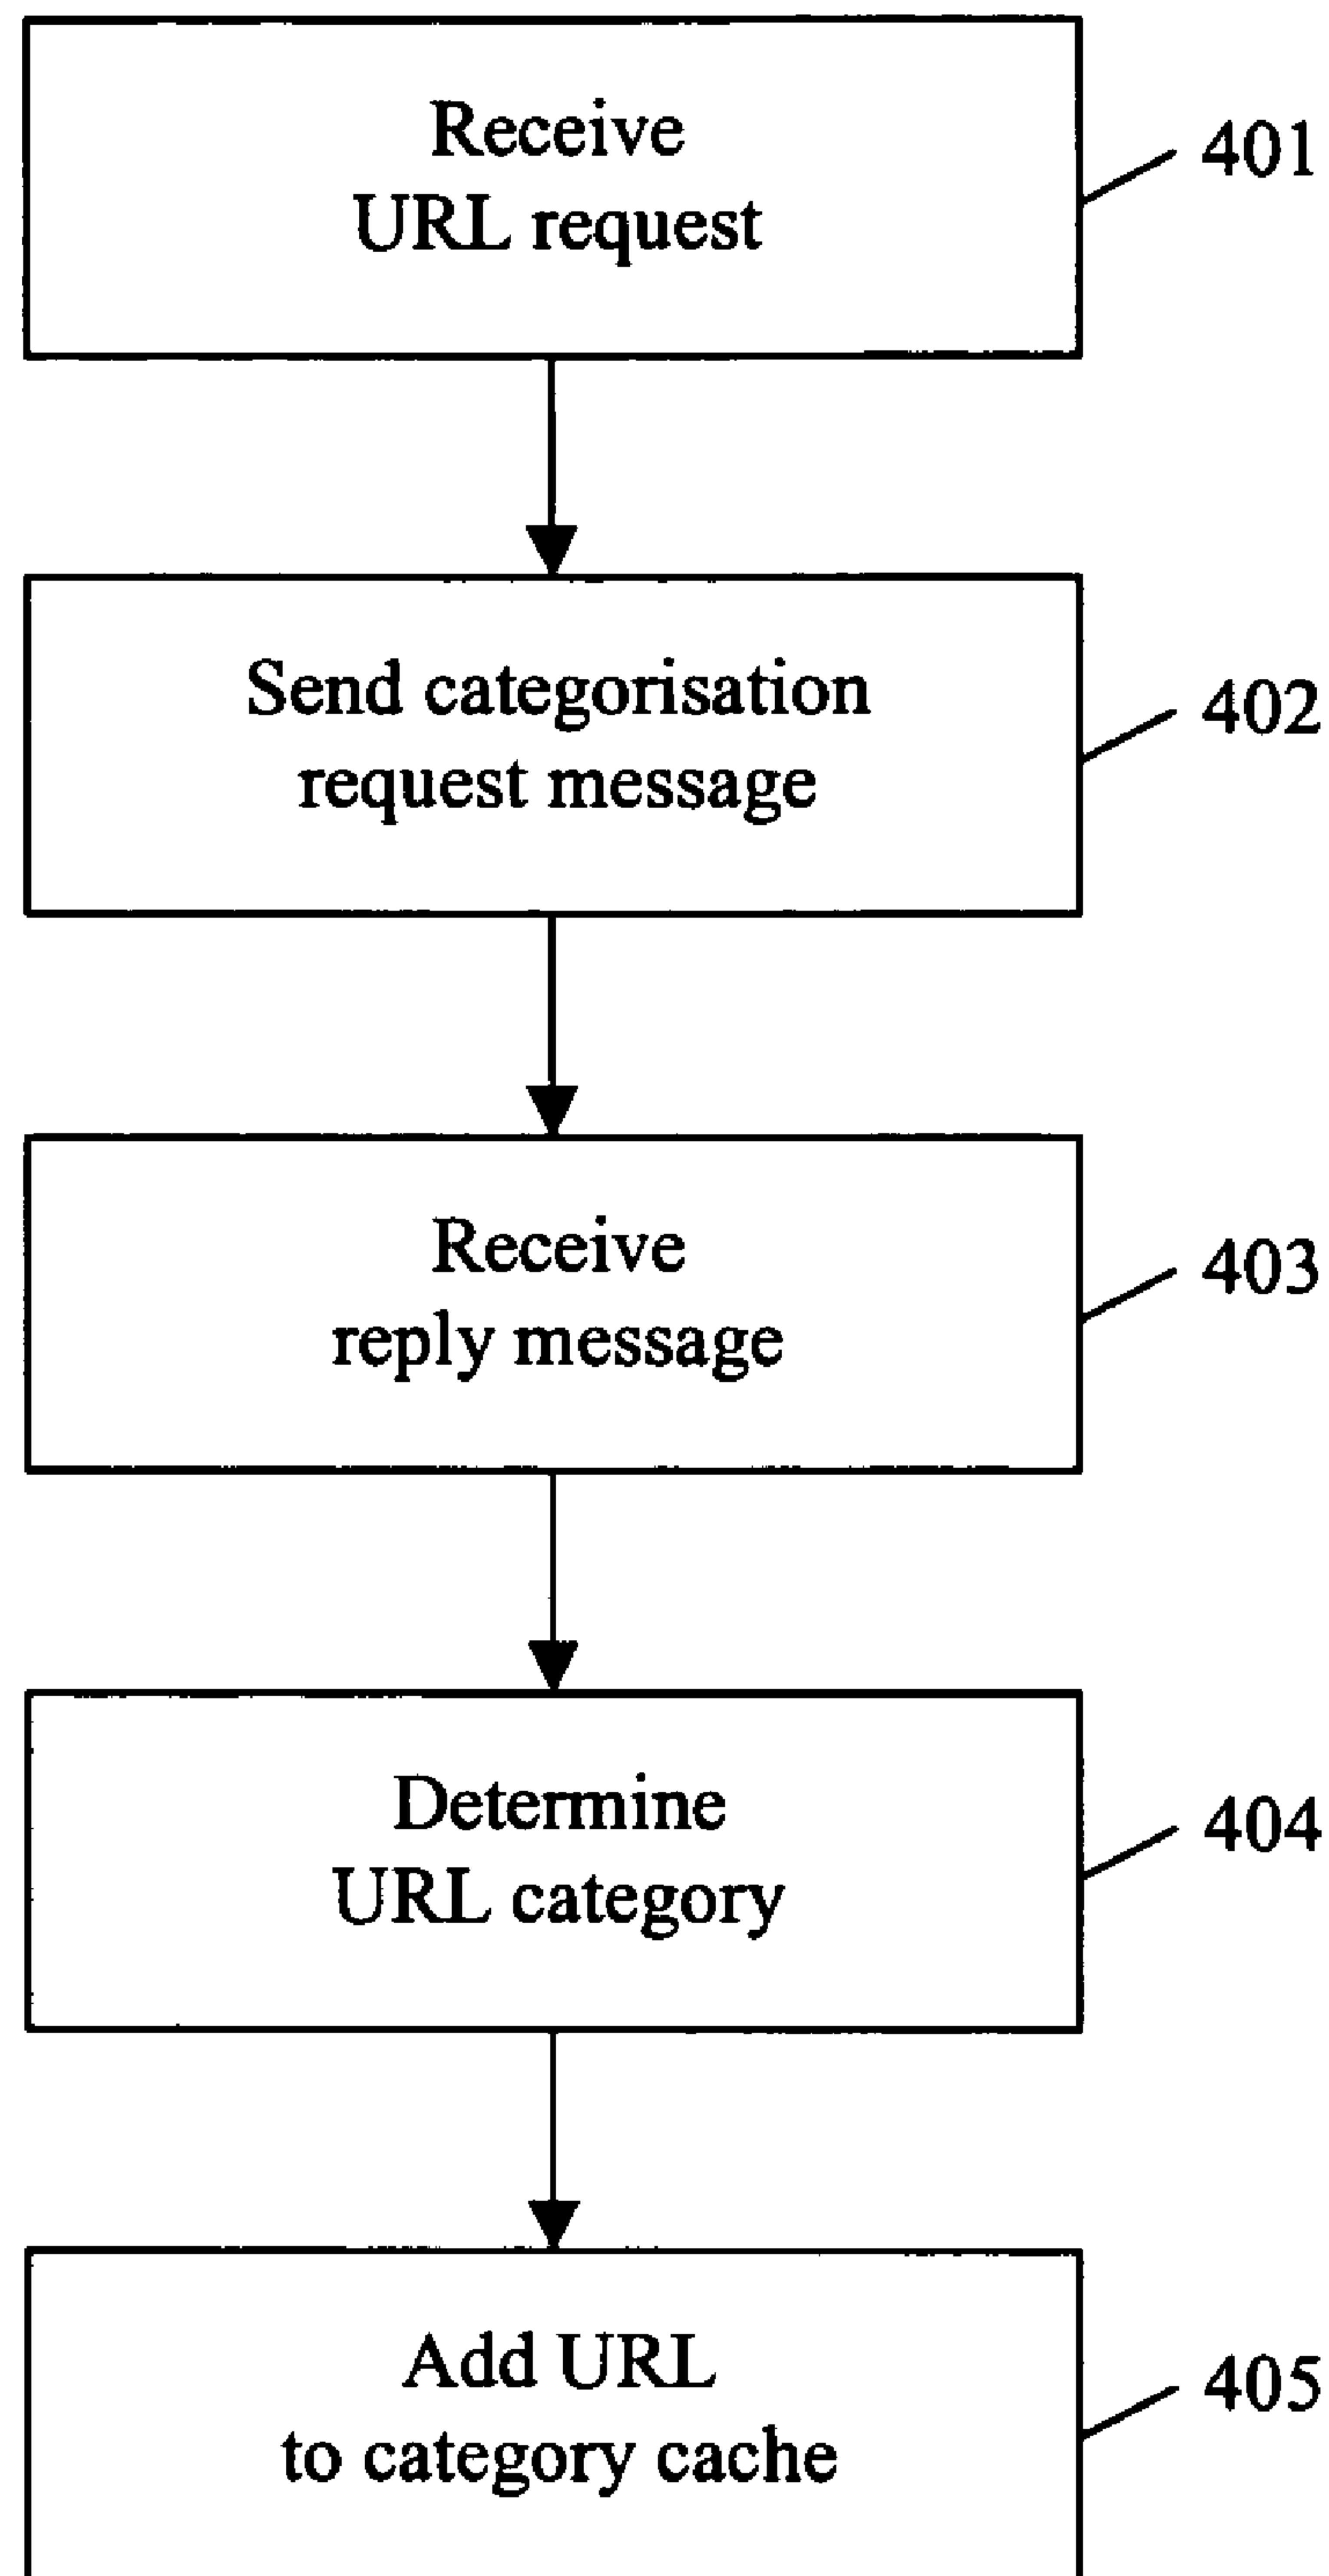 Receive
URL request
401
Send categorisation
request message
402
Receive
reply message
403
Determine
URL category
404
Add URL
to category cache
405